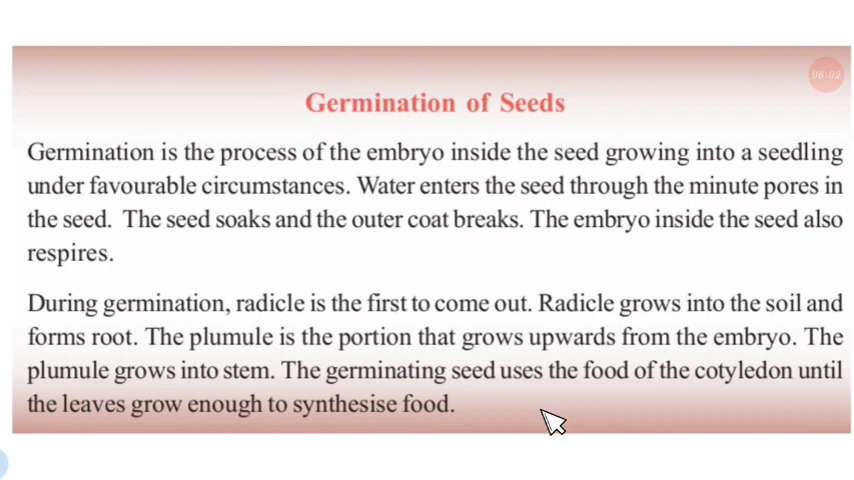 06:02
Germination of Seeds
Germination is the process of the embryo inside the seed growing into a seedling
under favourable circumstances. Water enters the seed through the minute pores in
the seed. The seed soaks and the outer coat breaks. The embryo inside the seed also
respires.
During germination, radicle is the first to come out. Radicle grows into the soil and
forms root. The plumule is the portion that grows upwards from the embryo. The
plumule grows into stem. The germinating seed uses the food of the cotyledon until
the leaves grow enough to synthesise food.